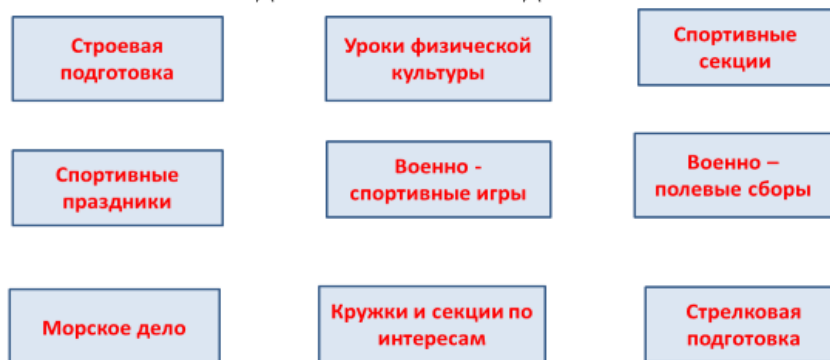 Строевая
подготовка
Уроки физической
культуры
Спортивные
секции
Спортивные
праздники
Военно -
спортивные игры
Военно –
полевые сборы
Морское дело
Кружки и секции по
интересам
Стрелковая
подготовка